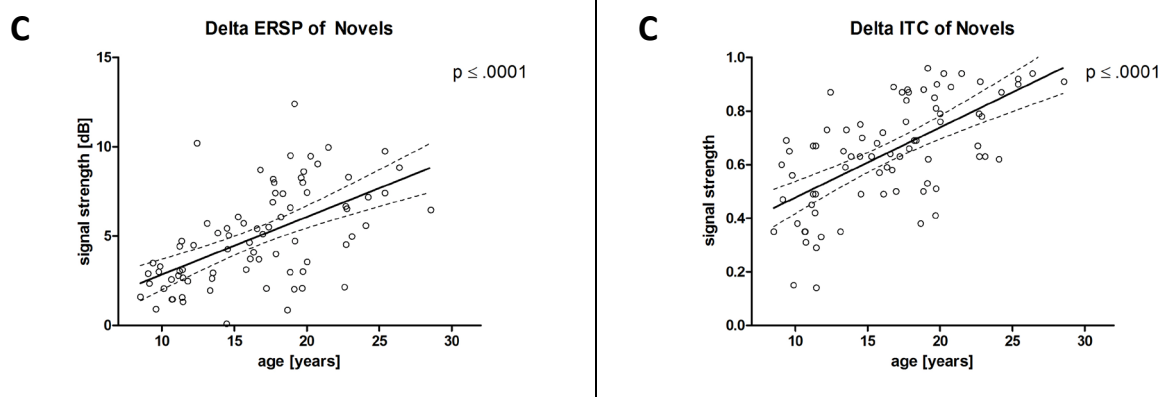 C
Delta ERSP of Novels
p ≤ .0001
signal strength [dB]
15
10
5
0
10 15 20 25 30
age [years]
C
Delta ITC of Novels
p ≤ .0001
signal strength
1.0
0.8
0.6
0.4
0.2
0.0
10 15 20 25 30
age [years]